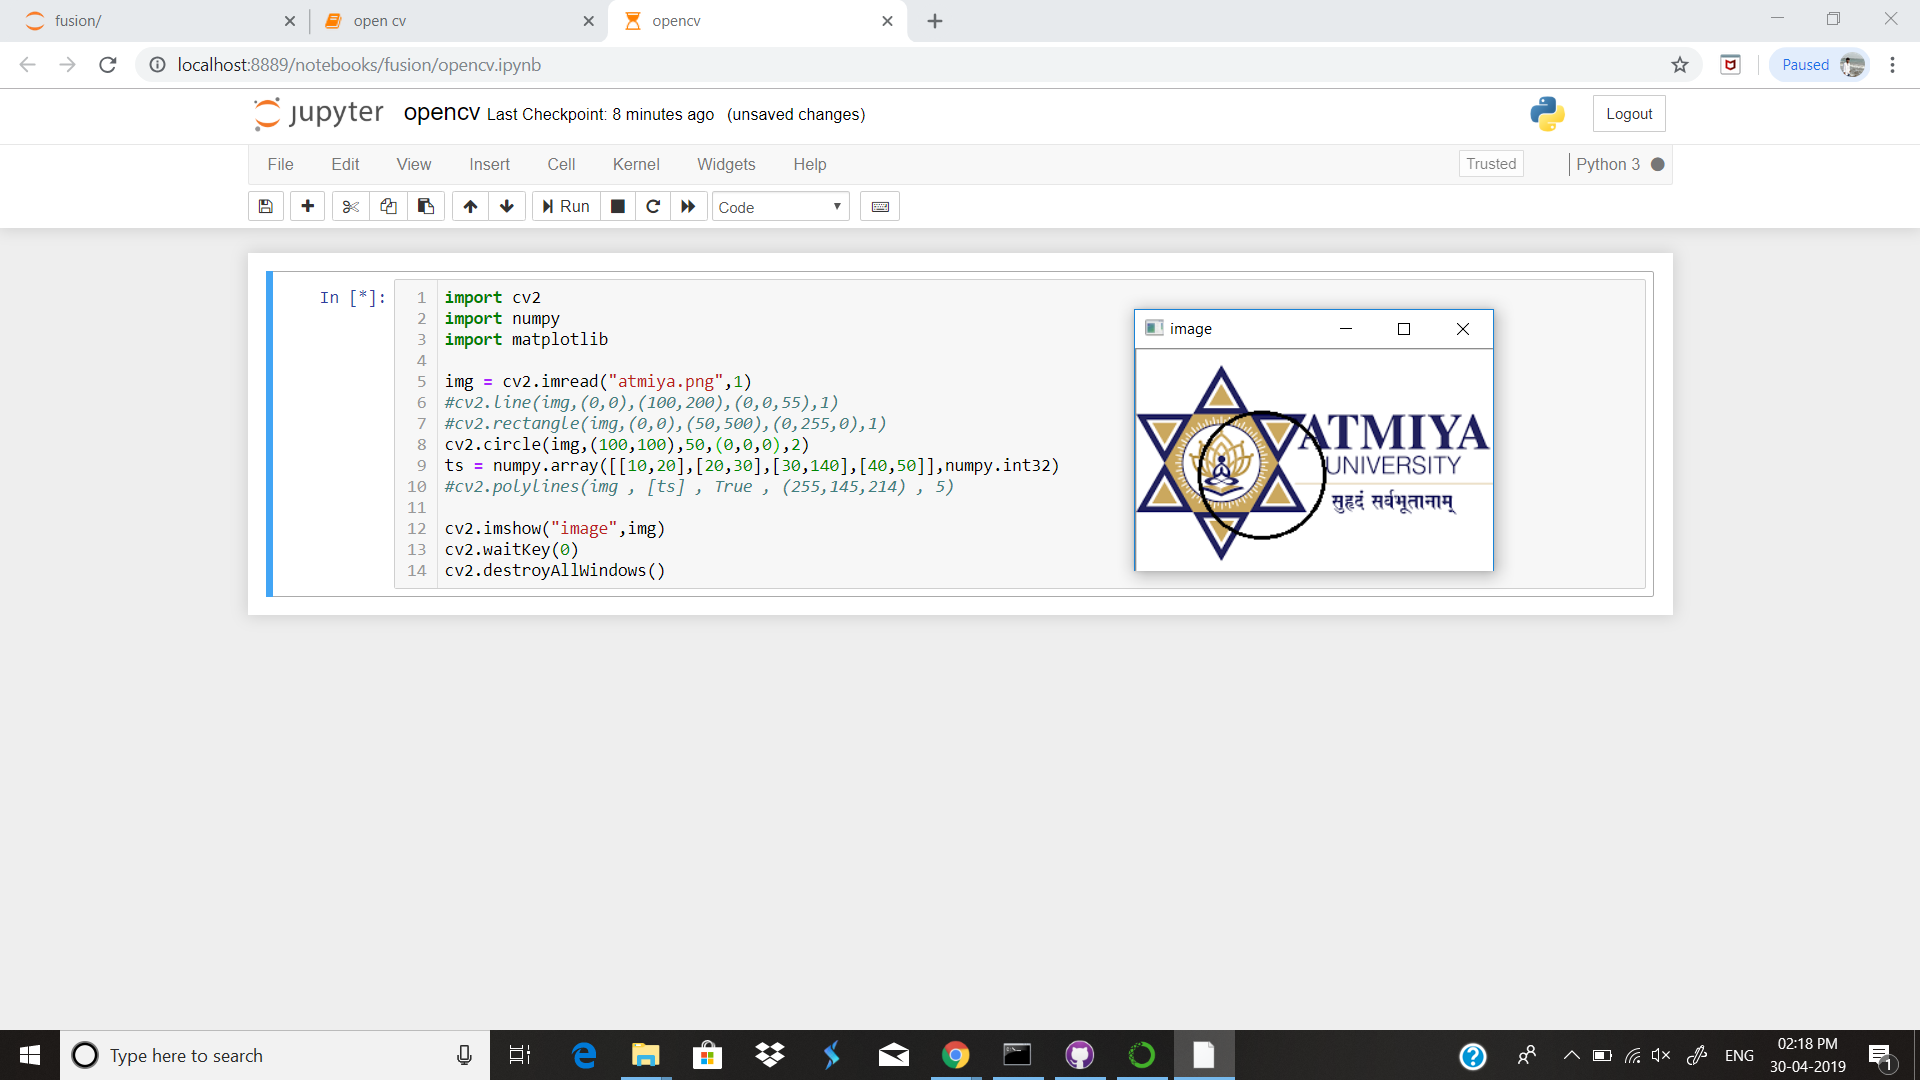 fusion/
open cv
opencv
localhost:8889/notebooks/fusion/opencv.ipynb
Paused
jupyter
opencv Last Checkpoint: 8 minutes ago (unsaved changes)
Logout
File Edit View Insert Cell Kernel Widgets Help
Trusted
Python 3
Run
Code
In [*]:
1 import cv2
2 import numpy
3 import matplotlib
4
5 img = cv2.imread("atmiya.png",1)
6 #cv2.line(img,(0,0),(100,200),(0,0,55),1)
7 #cv2.rectangle(img,(0,0),(50,500),(0,255,0),1)
8 cv2.circle(img,(100,100),50,(0,0,0),2)
9 ts = numpy.array([[10,20],[20,30],[30,140],[40,50]],numpy.int32)
10 #cv2.polylines(img , [ts] , True , (255,145,214) , 5)
11
12 cv2.imshow("image",img)
13 cv2.waitKey(0)
14 cv2.destroyAllWindows()
image
ATMIYA
UNIVERSITY
सुहृदं सर्वभूतानाम्
Type here to search
ENG
02:18 PM
30-04-2019
1